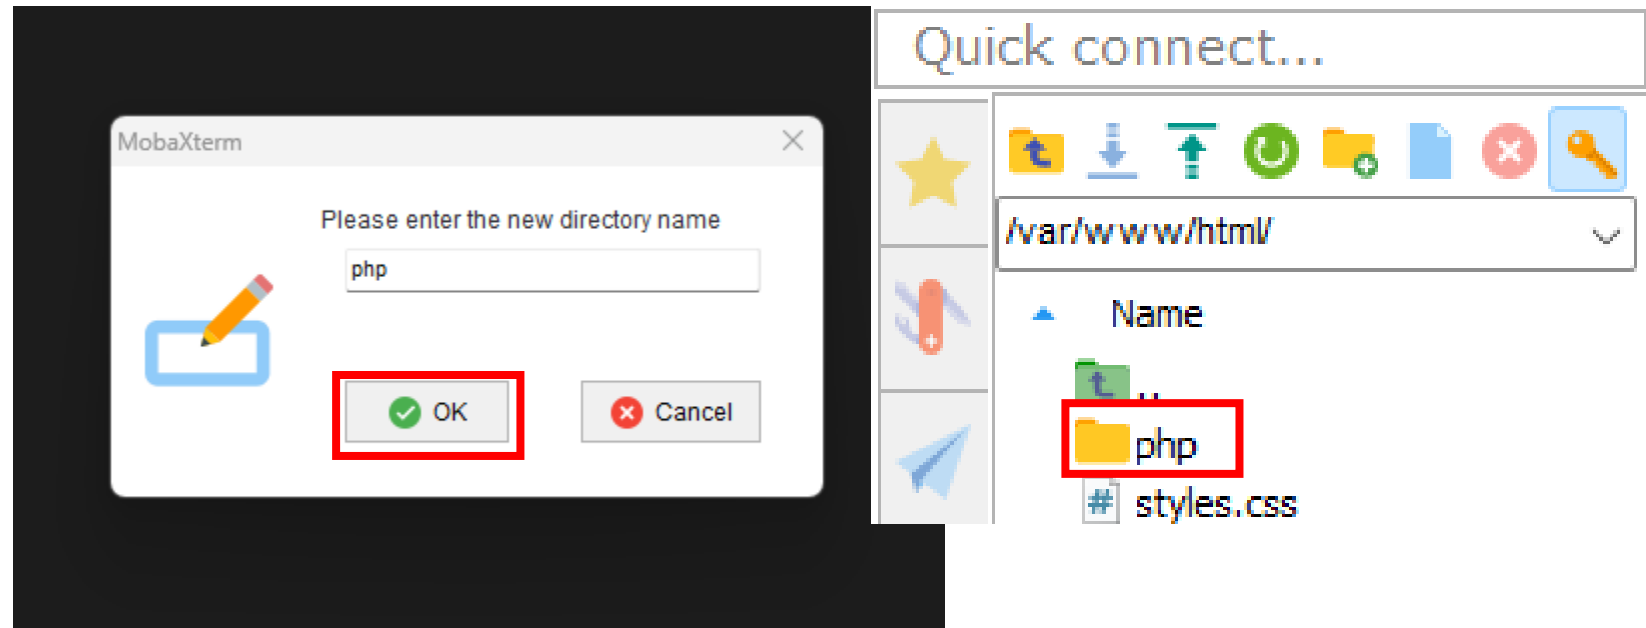 MobaXterm
Please enter the new directory name
php
OK
Cancel
Quick connect...
/var/www/html/
Name
..
php
# styles.css